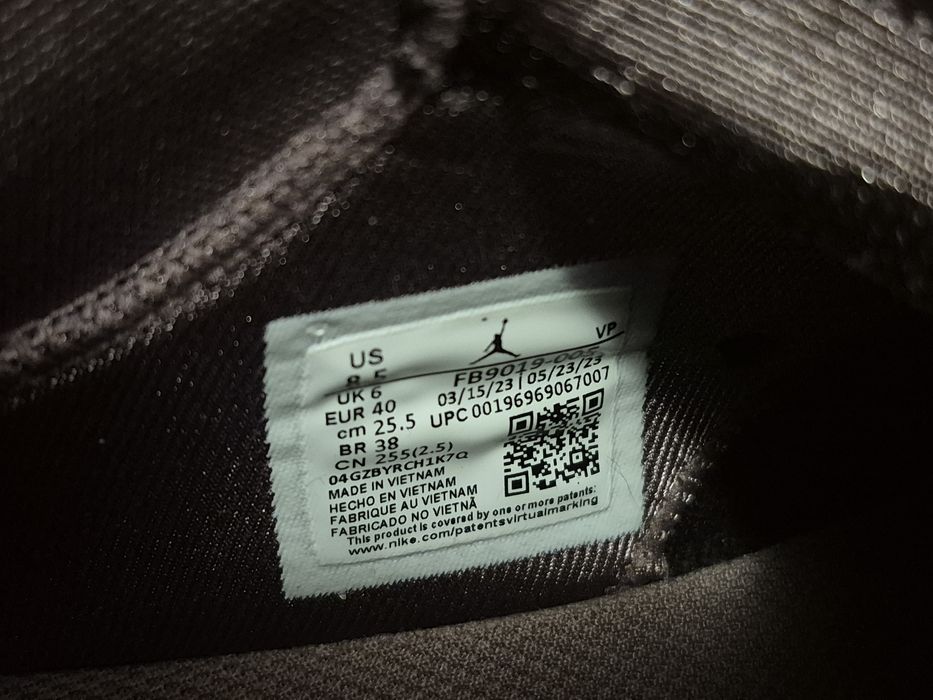 US
8.5
UK 6
EUR 40
cm 25.5
BR 38
CN 255(2.5)
04GZBYRCH1K7Q
MADE IN VIETNAM
HECHO EN VIETNAM
FABRIQUE AU VIETNAM
FABRICADO NO VIETNÃ
This product is covered by one or more patents:
www.nike.com/patentsvirtualmarking
VP
FB9019-005
03/15/23 | 05/23/23
UPC 00196969067007